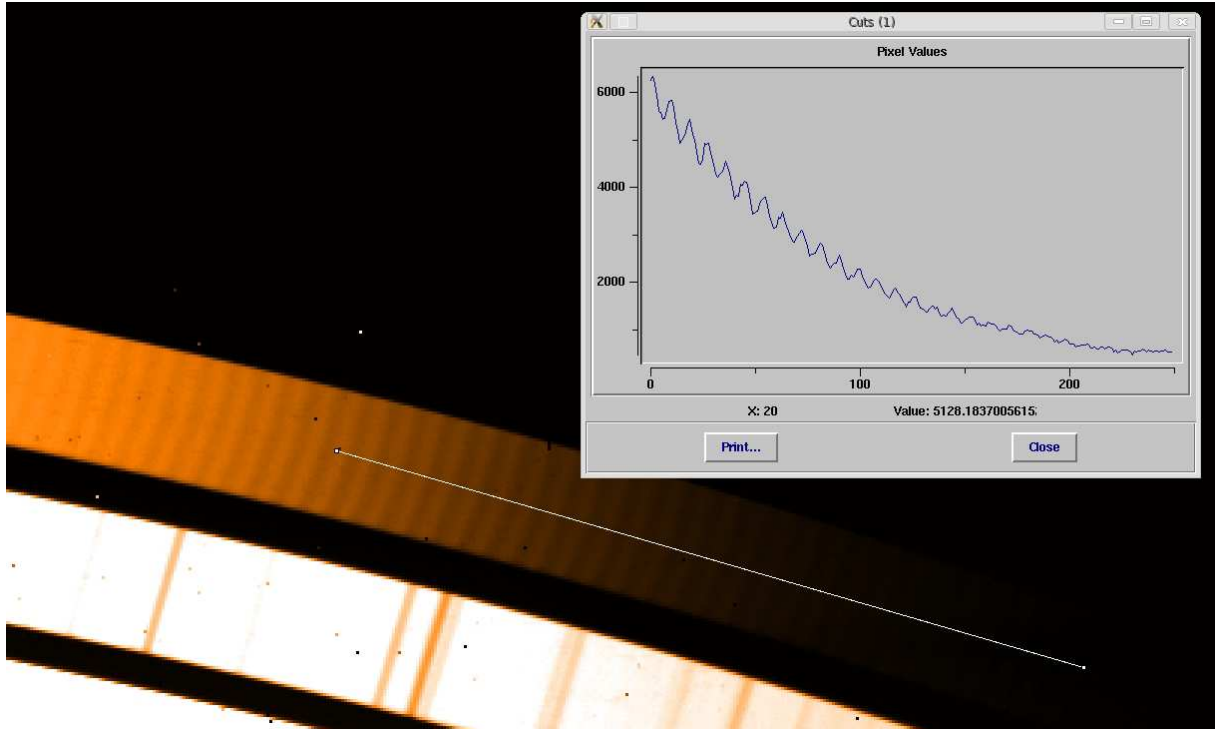 Cuts (1)
Pixel Values
6000
4000
2000
0 100 200
X: 20 Value: 5128.1837005615
Print... Close